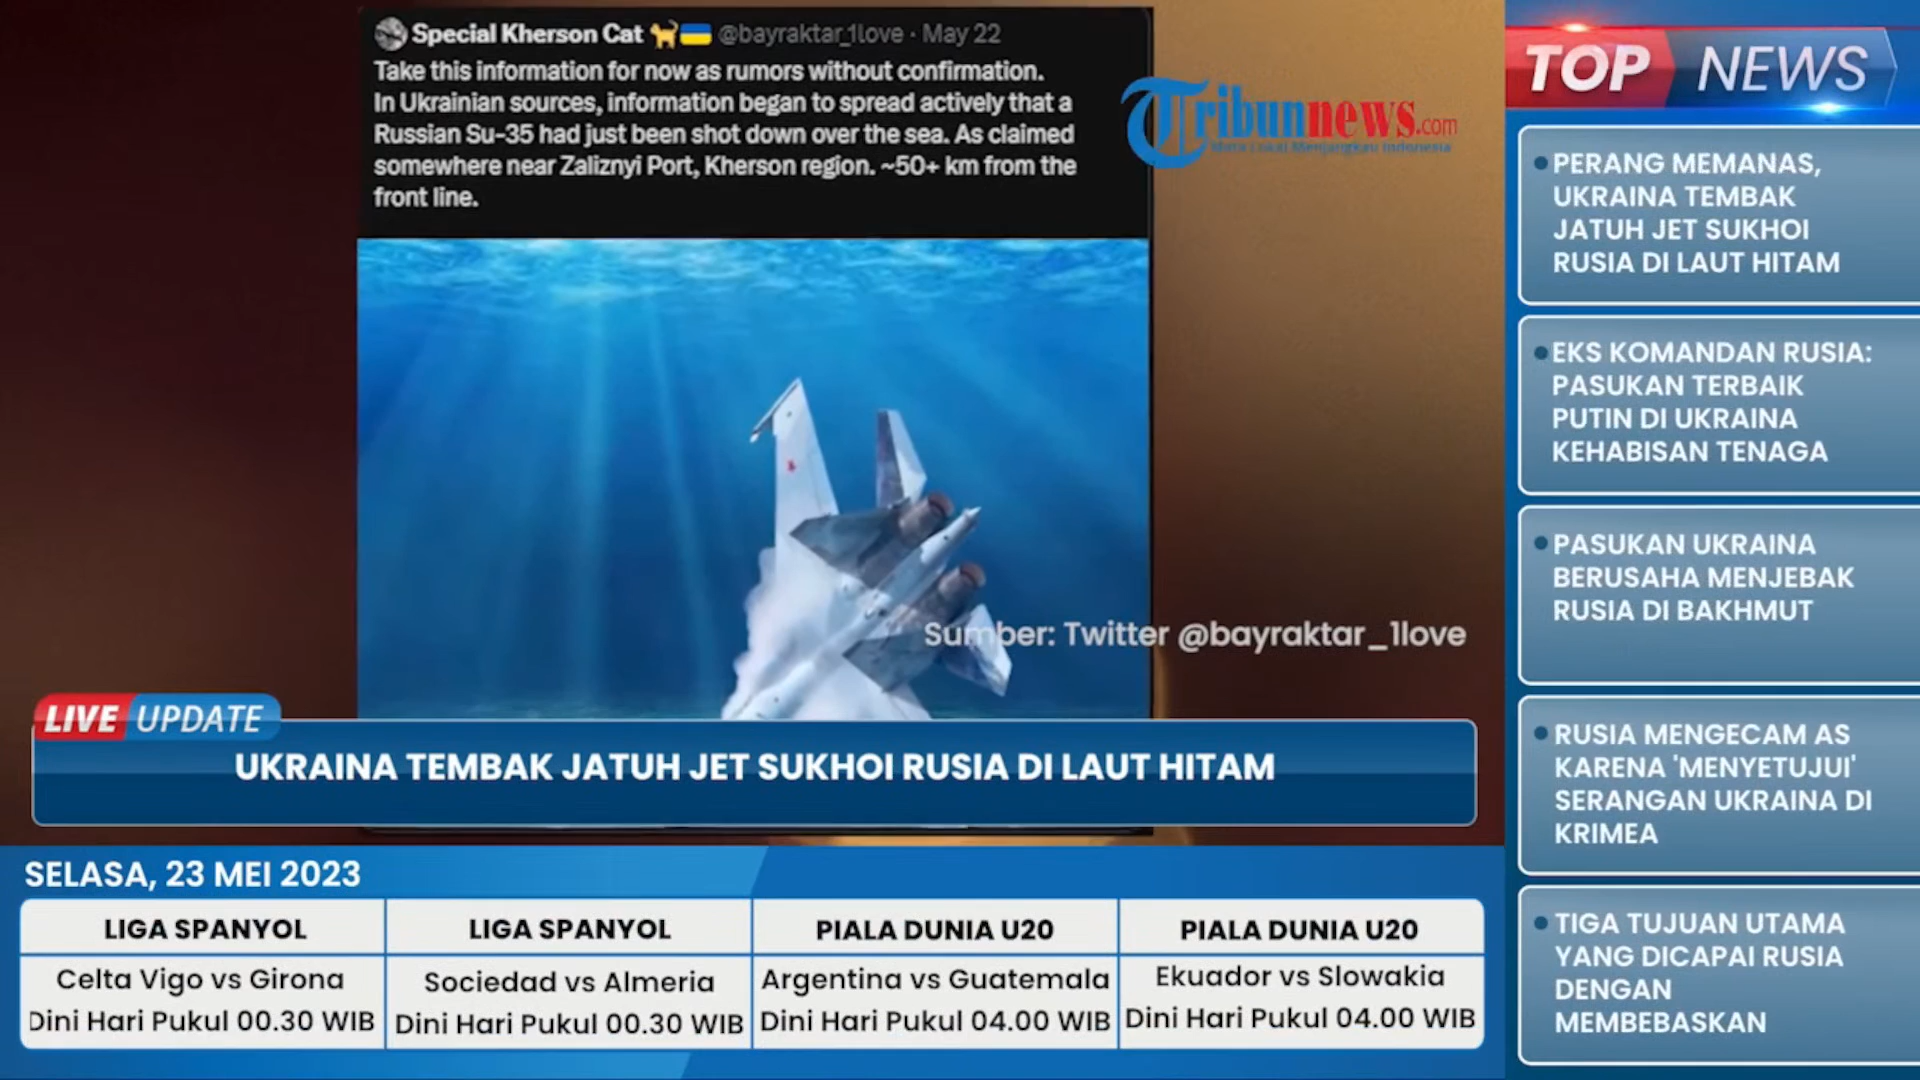 Special Kherson Cat @bayraktar_1love · May 22
Take this information for now as rumors without confirmation.
In Ukrainian sources, information began to spread actively that a
Russian Su-35 had just been shot down over the sea. As claimed
somewhere near Zaliznyi Port, Kherson region. ~50+ km from the
front line.
Tribunnews.com
Mata Lokal Menjangkau Indonesia
Sumber: Twitter @bayraktar_1love
LIVE UPDATE
UKRAINA TEMBAK JATUH JET SUKHOI RUSIA DI LAUT HITAM
SELASA, 23 MEI 2023
LIGA SPANYOL
Celta Vigo vs Girona
Dini Hari Pukul 00.30 WIB
LIGA SPANYOL
Sociedad vs Almeria
Dini Hari Pukul 00.30 WIB
PIALA DUNIA U20
Argentina vs Guatemala
Dini Hari Pukul 04.00 WIB
PIALA DUNIA U20
Ekuador vs Slowakia
Dini Hari Pukul 04.00 WIB
TOP NEWS
• PERANG MEMANAS,
UKRAINA TEMBAK
JATUH JET SUKHOI
RUSIA DI LAUT HITAM
• EKS KOMANDAN RUSIA:
PASUKAN TERBAIK
PUTIN DI UKRAINA
KEHABISAN TENAGA
• PASUKAN UKRAINA
BERUSAHA MENJEBAK
RUSIA DI BAKHMUT
• RUSIA MENGECAM AS
KARENA 'MENYETUJUI'
SERANGAN UKRAINA DI
KRIMEA
• TIGA TUJUAN UTAMA
YANG DICAPAI RUSIA
DENGAN
MEMBEBASKAN